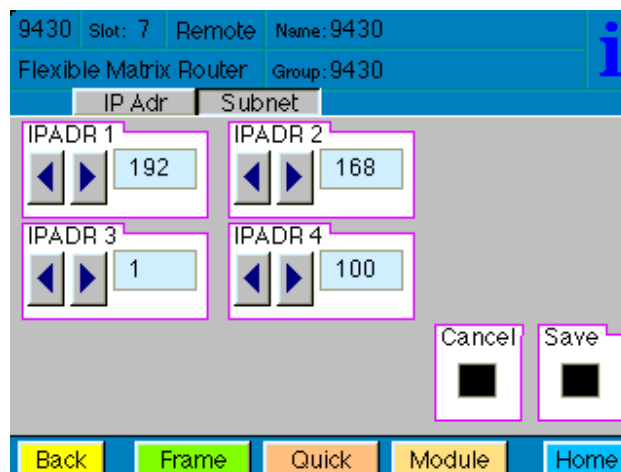 9430 Slot: 7 Remote Name: 9430
Flexible Matrix Router Group: 9430
i
IP Adr Subnet
IPADR 1 IPADR 2
192 168
IPADR 3 IPADR 4
1 100
Cancel Save
Back Frame Quick Module Home